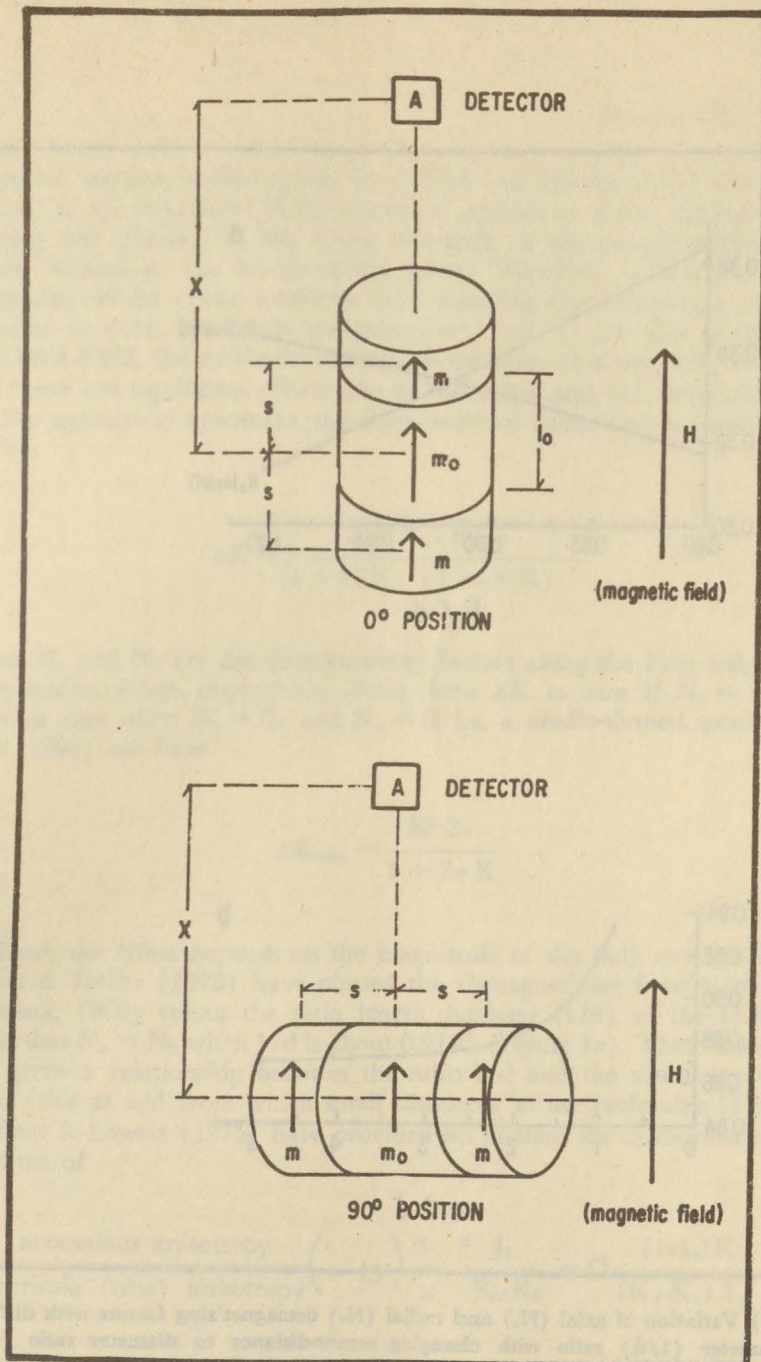 A DETECTOR
X
m
s
l₀
m₀
H
s
m
(magnetic field)
0° POSITION
A DETECTOR
X
s s
H
m m₀ m
90° POSITION
(magnetic field)